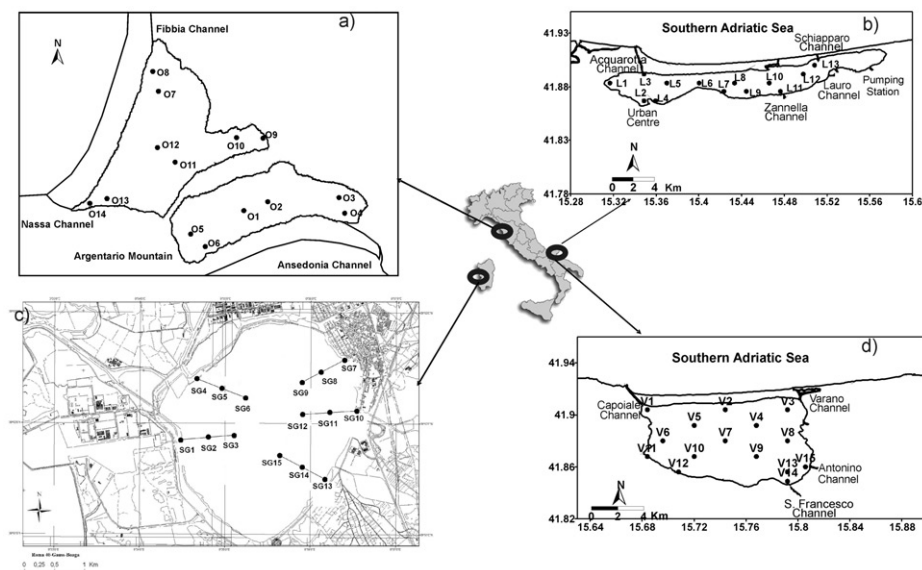 a)
Fibbia Channel
N
O8
O7
O12
O11
O10
O9
O13
O14
Nassa Channel
O3
O2
O1
O4
O5
O6
Argentario Mountain
Ansedonia Channel
b)
41.93
41.88
41.83
41.78
Southern Adriatic Sea
Schiapparo
Channel
Acquarotta
Channel
L1
L2
L3
L4
L5
L6
L7
L8
L9
L10
L11
L12
L13
Lauro
Channel
Pumping
Station
Zannella
Channel
Urban
Centre
N
0 2 4 Km
15.28 15.32 15.36 15.4 15.44 15.48 15.52 15.56 15.6
c)
SG4
SG5
SG6
SG7
SG8
SG9
SG12
SG11
SG10
SG1
SG2
SG3
SG15
SG14
SG13
N
0 0,25 0,5 1 Km
d)
41.94
41.9
41.86
41.82
Southern Adriatic Sea
Capoiale
Channel
Varano
Channel
V1
V2
V3
V5
V4
V6
V7
V8
V11
V10
V9
V12
V13
V14
V15
Antonino
Channel
S. Francesco
Channel
N
0 2 4
Km
15.64 15.68 15.72 15.76 15.8 15.84 15.88